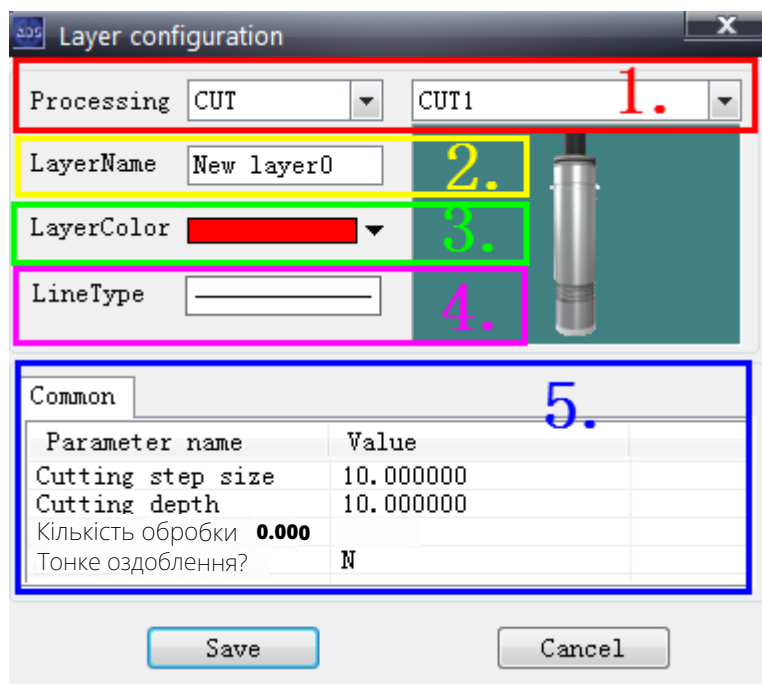 ADS Layer configuration X
Processing CUT CUT1 1.
LayerName New layer0 2.
LayerColor 3.
LineType 4.
Common 5.
Parameter name Value
Cutting step size 10.000000
Cutting depth 10.000000
Кількість обробки 0.000
Тонке оздоблення? N
Save Cancel